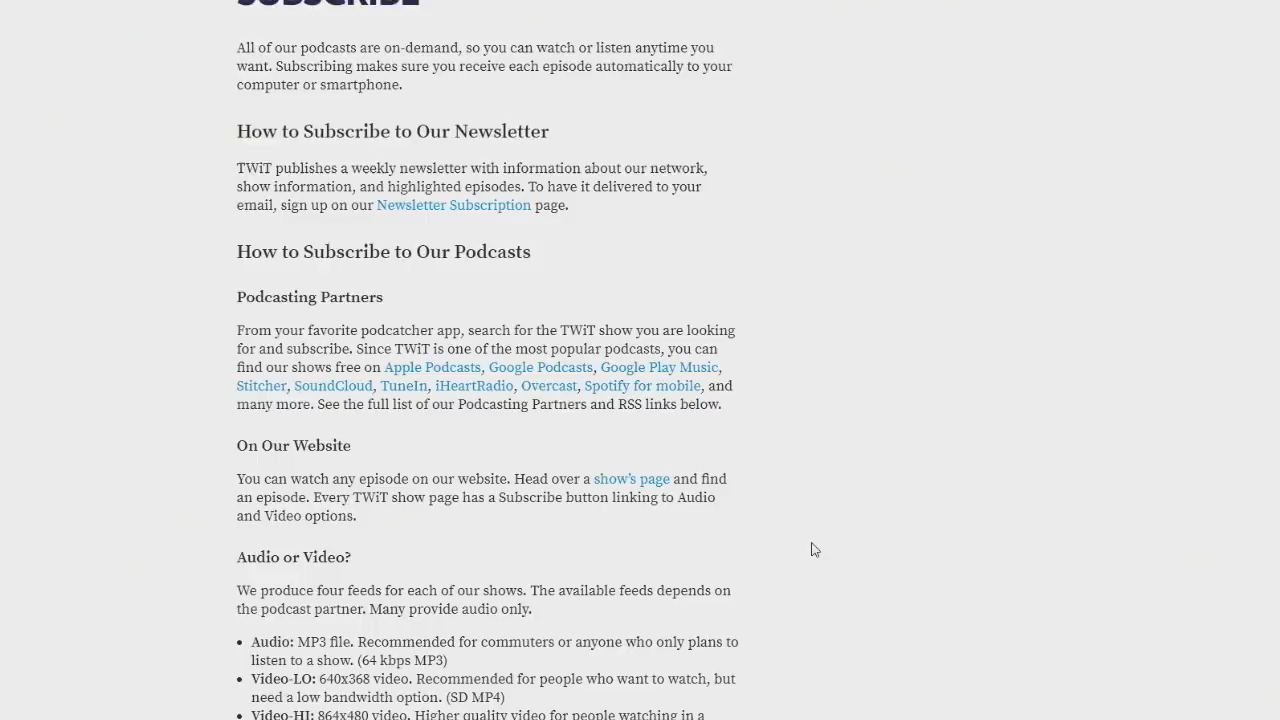 SUBSCRIBE
All of our podcasts are on-demand, so you can watch or listen anytime you
want. Subscribing makes sure you receive each episode automatically to your
computer or smartphone.
How to Subscribe to Our Newsletter
TWiT publishes a weekly newsletter with information about our network,
show information, and highlighted episodes. To have it delivered to your
email, sign up on our Newsletter Subscription page.
How to Subscribe to Our Podcasts
Podcasting Partners
From your favorite podcatcher app, search for the TWiT show you are looking
for and subscribe. Since TWiT is one of the most popular podcasts, you can
find our shows free on Apple Podcasts, Google Podcasts, Google Play Music,
Stitcher, SoundCloud, TuneIn, iHeartRadio, Overcast, Spotify for mobile, and
many more. See the full list of our Podcasting Partners and RSS links below.
On Our Website
You can watch any episode on our website. Head over a show’s page and find
an episode. Every TWiT show page has a Subscribe button linking to Audio
and Video options.
Audio or Video?
We produce four feeds for each of our shows. The available feeds depends on
the podcast partner. Many provide audio only.
• Audio: MP3 file. Recommended for commuters or anyone who only plans to
listen to a show. (64 kbps MP3)
• Video-LO: 640x368 video. Recommended for people who want to watch, but
need a low bandwidth option. (SD MP4)
• Video-HI: 864x480 video. Higher quality video for people watching in a